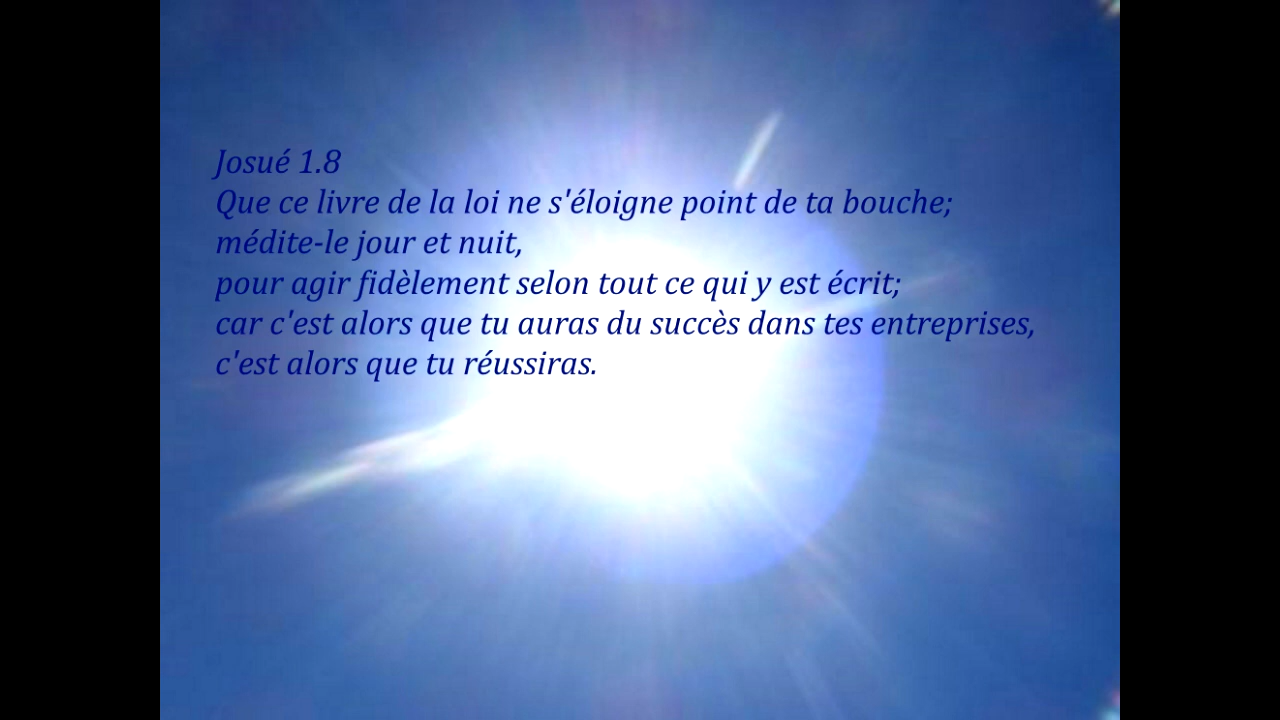 Josué 1.8
Que ce livre de la loi ne s'éloigne point de ta bouche;
médite-le jour et nuit,
pour agir fidèlement selon tout ce qui y est écrit;
car c'est alors que tu auras du succès dans tes entreprises,
c'est alors que tu réussiras.